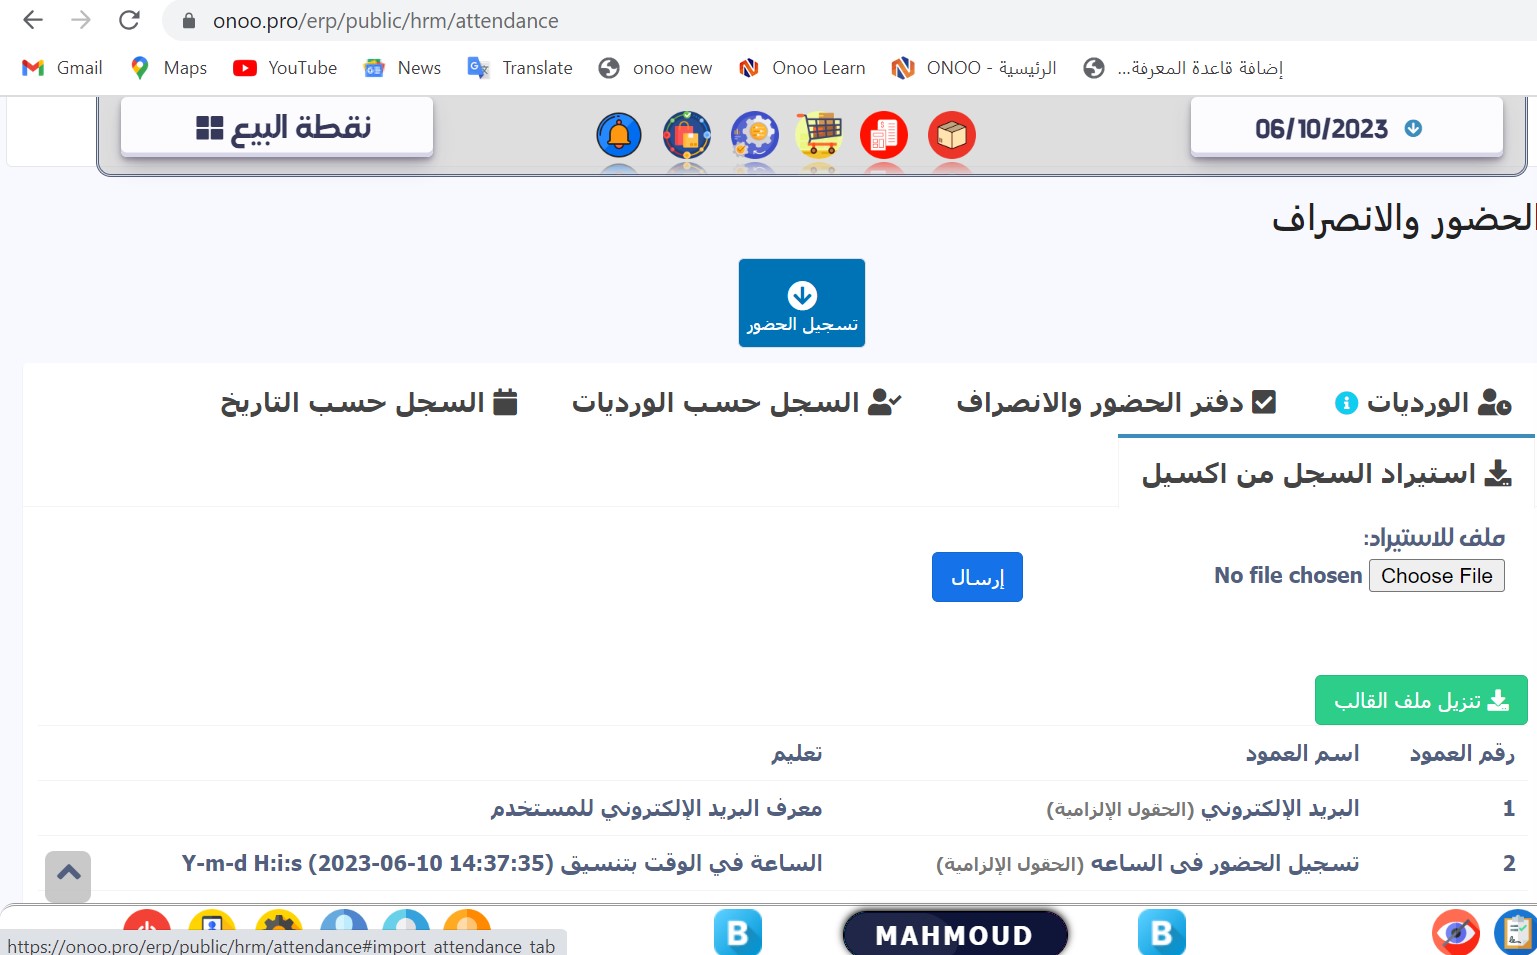 onoo.pro/erp/public/hrm/attendance
Gmail Maps YouTube News Translate onoo new Onoo Learn ONOO - الرئيسية إضافة قاعدة المعرفة...
06/10/2023
نقطة البيع
الحضور والانصراف
تسجيل الحضور
الورديات
دفتر الحضور والانصراف
السجل حسب الورديات
السجل حسب التاريخ
استيراد السجل من اكسيل
ملف للاستيراد:
Choose File No file chosen
إرسال
تنزيل ملف القالب
رقم العمود اسم العمود تعليم
1 البريد الإلكتروني (الحقول الإلزامية) معرف البريد الإلكتروني للمستخدم
2 تسجيل الحضور فى الساعه (الحقول الإلزامية) الساعة في الوقت بتنسيق Y-m-d H:i:s (2023-06-10 14:37:35)
B MAHMOUD B
https://onoo.pro/erp/public/hrm/attendance#import_attendance_tab